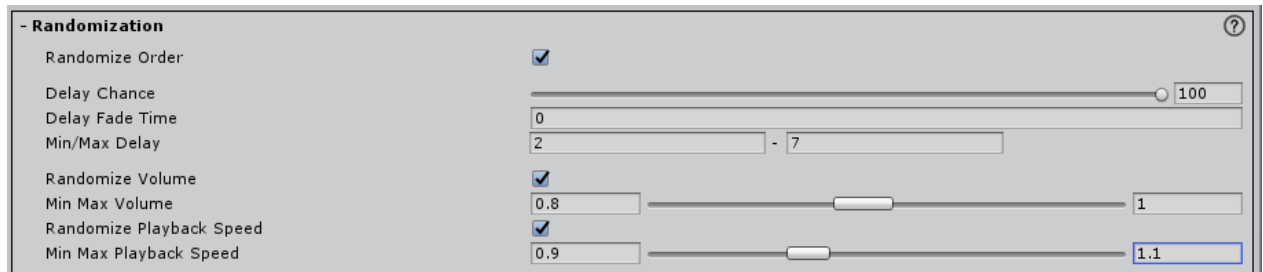 - Randomization ?
Randomize Order
Delay Chance 100
Delay Fade Time 0
Min/Max Delay 2 - 7
Randomize Volume
Min Max Volume 0.8 1
Randomize Playback Speed
Min Max Playback Speed 0.9 1.1